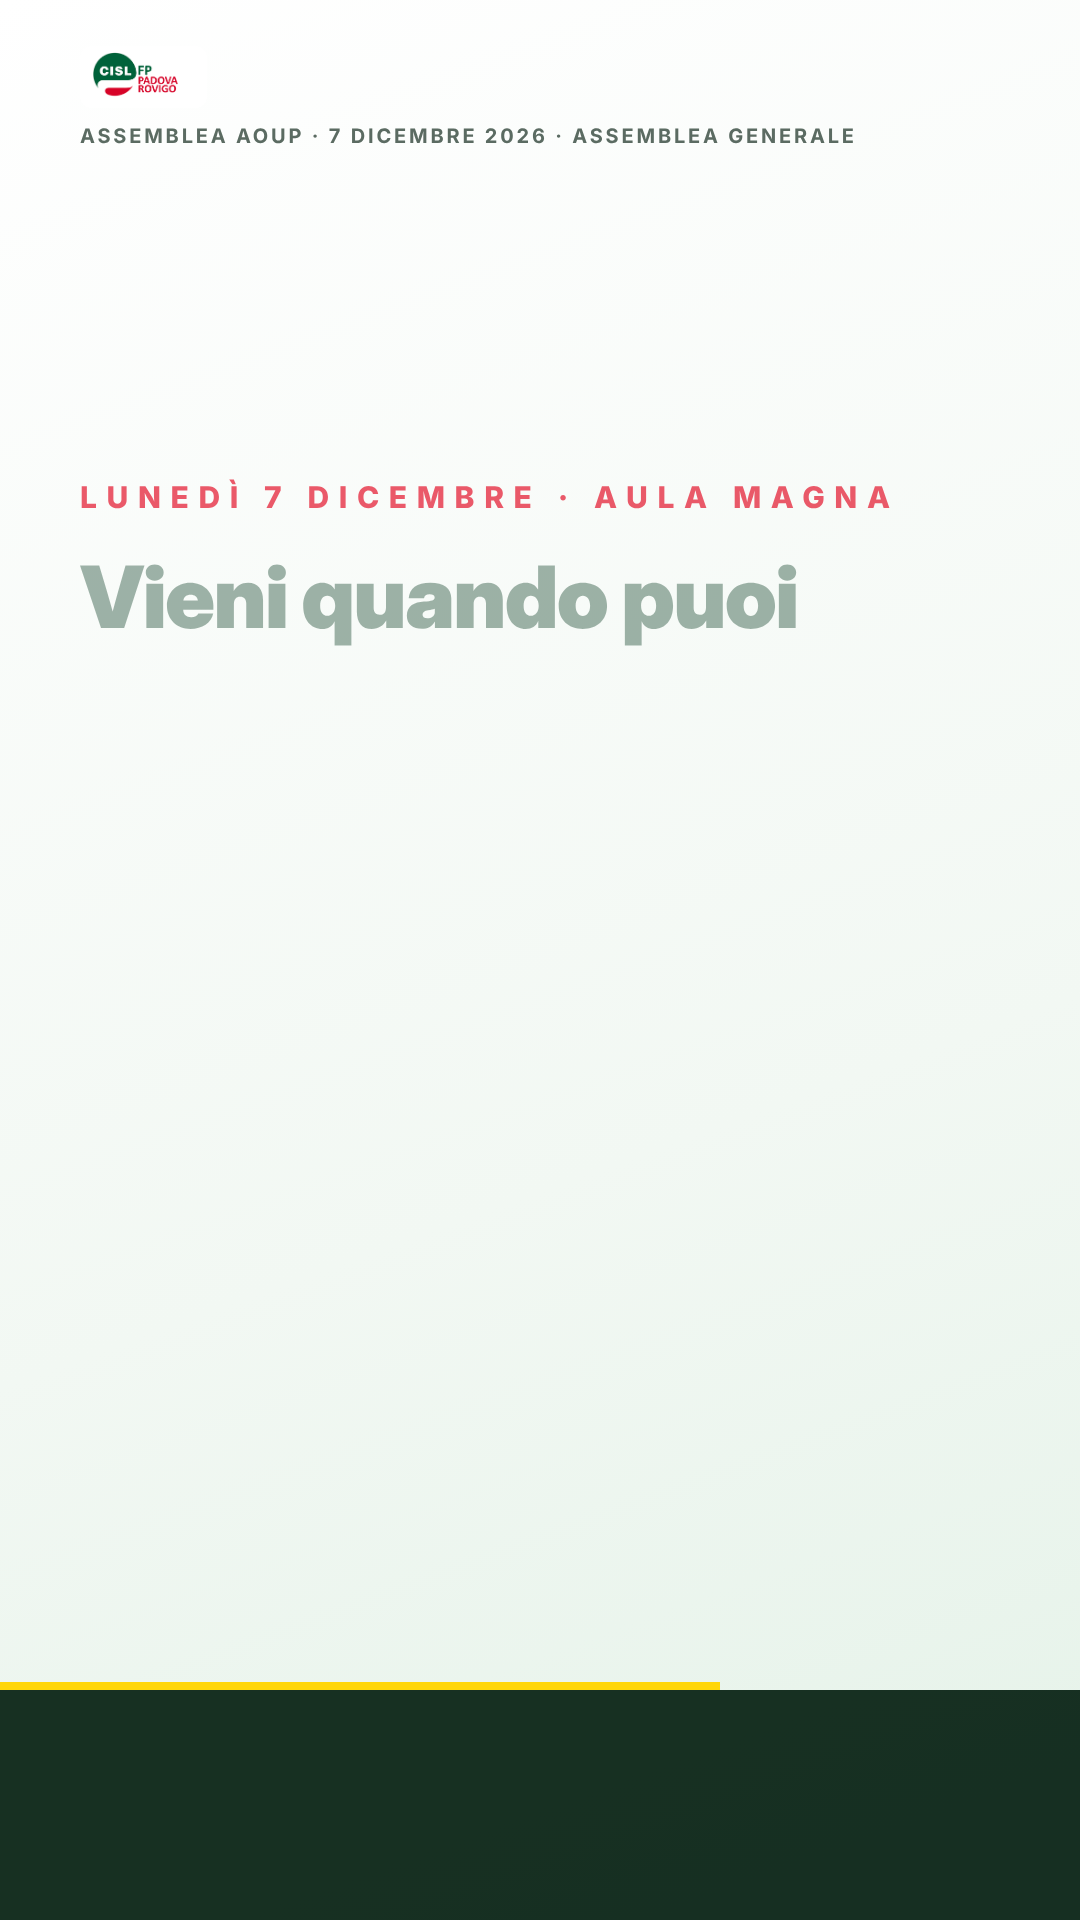 CISL FP
PADOVA
ROVIGO
ASSEMBLEA AOUP · 7 DICEMBRE 2026 · ASSEMBLEA GENERALE
LUNEDÌ 7 DICEMBRE · AULA MAGNA
Vieni quando puoi